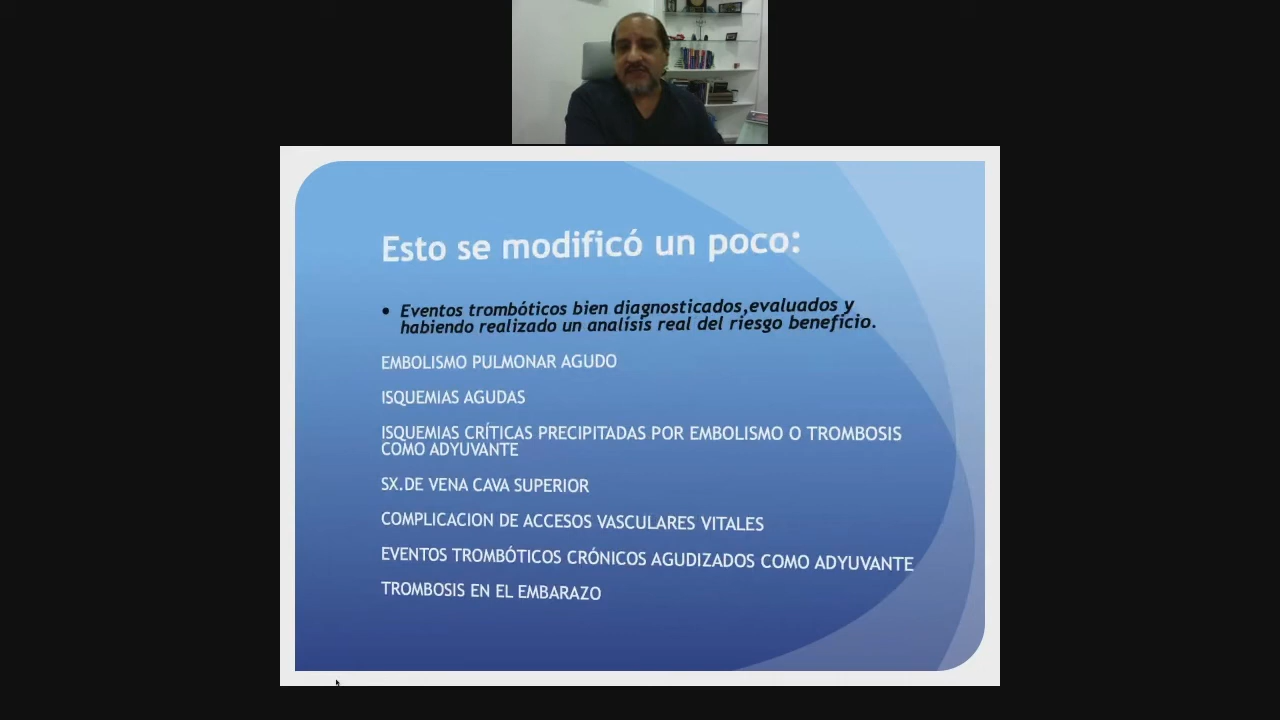 Esto se modificó un poco:
• Eventos trombóticos bien diagnosticados,evaluados y
habiendo realizado un analísis real del riesgo beneficio.
EMBOLISMO PULMONAR AGUDO
ISQUEMIAS AGUDAS
ISQUEMIAS CRÍTICAS PRECIPITADAS POR EMBOLISMO O TROMBOSIS
COMO ADYUVANTE
SX.DE VENA CAVA SUPERIOR
COMPLICACION DE ACCESOS VASCULARES VITALES
EVENTOS TROMBÓTICOS CRÓNICOS AGUDIZADOS COMO ADYUVANTE
TROMBOSIS EN EL EMBARAZO